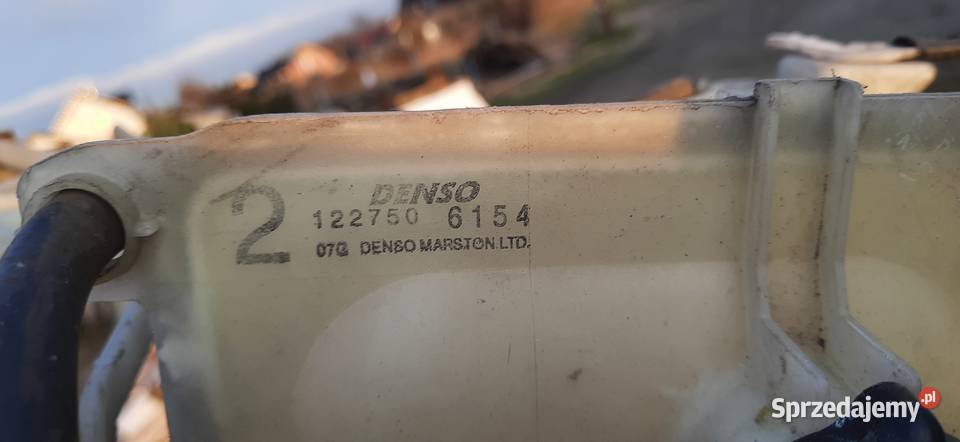 2
DENSO
122750 6154
07G DENSO MARSTON LTD.
Sprzedajemy.pl